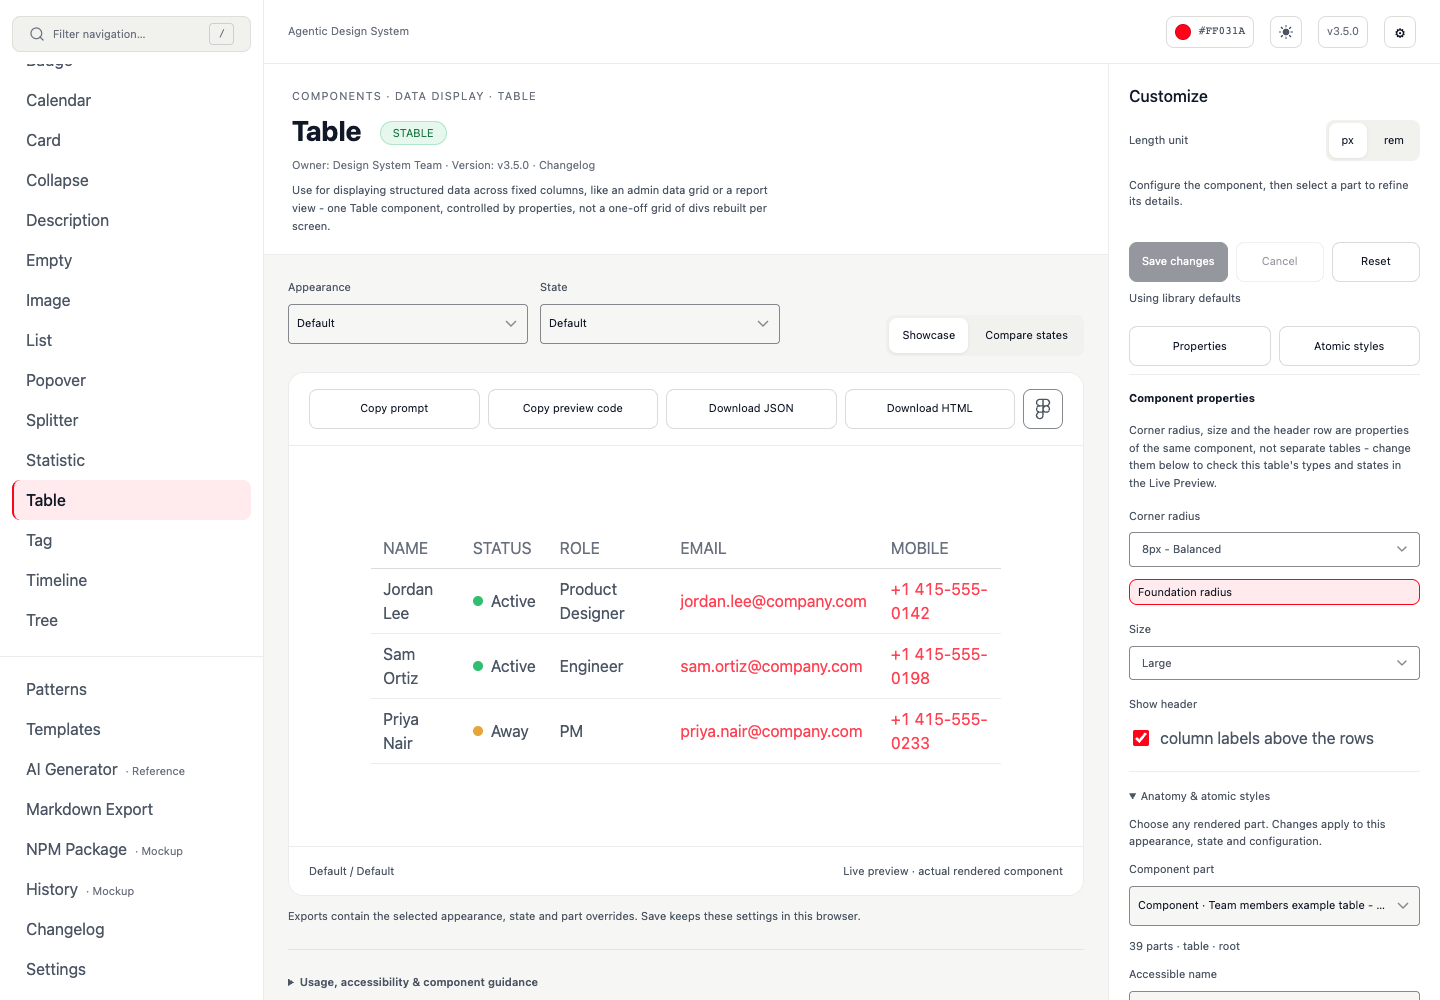 Filter navigation...
/
Badge
Calendar
Card
Collapse
Description
Empty
Image
List
Popover
Splitter
Statistic
Table
Tag
Timeline
Tree
Patterns
Templates
AI Generator · Reference
Markdown Export
NPM Package · Mockup
History · Mockup
Changelog
Settings
Agentic Design System
#FF031A
v3.5.0
COMPONENTS · DATA DISPLAY · TABLE
Table
STABLE
Owner: Design System Team · Version: v3.5.0 · Changelog
Use for displaying structured data across fixed columns, like an admin data grid or a report
view - one Table component, controlled by properties, not a one-off grid of divs rebuilt per
screen.
Appearance
State
Default
Default
Showcase
Compare states
Copy prompt
Copy preview code
Download JSON
Download HTML
NAME STATUS ROLE EMAIL MOBILE
Jordan
Lee
Active
Product
Designer
jordan.lee@company.com
+1 415-555-
0142
Sam
Ortiz
Active
Engineer
sam.ortiz@company.com
+1 415-555-
0198
Priya
Nair
Away
PM
priya.nair@company.com
+1 415-555-
0233
Default / Default
Live preview · actual rendered component
Exports contain the selected appearance, state and part overrides. Save keeps these settings in this browser.
Usage, accessibility & component guidance
Customize
Length unit
px
rem
Configure the component, then select a part to refine
its details.
Save changes
Cancel
Reset
Using library defaults
Properties
Atomic styles
Component properties
Corner radius, size and the header row are properties
of the same component, not separate tables - change
them below to check this table's types and states in
the Live Preview.
Corner radius
8px - Balanced
Foundation radius
Size
Large
Show header
column labels above the rows
Anatomy & atomic styles
Choose any rendered part. Changes apply to this
appearance, state and configuration.
Component part
Component · Team members example table - ...
39 parts · table · root
Accessible name